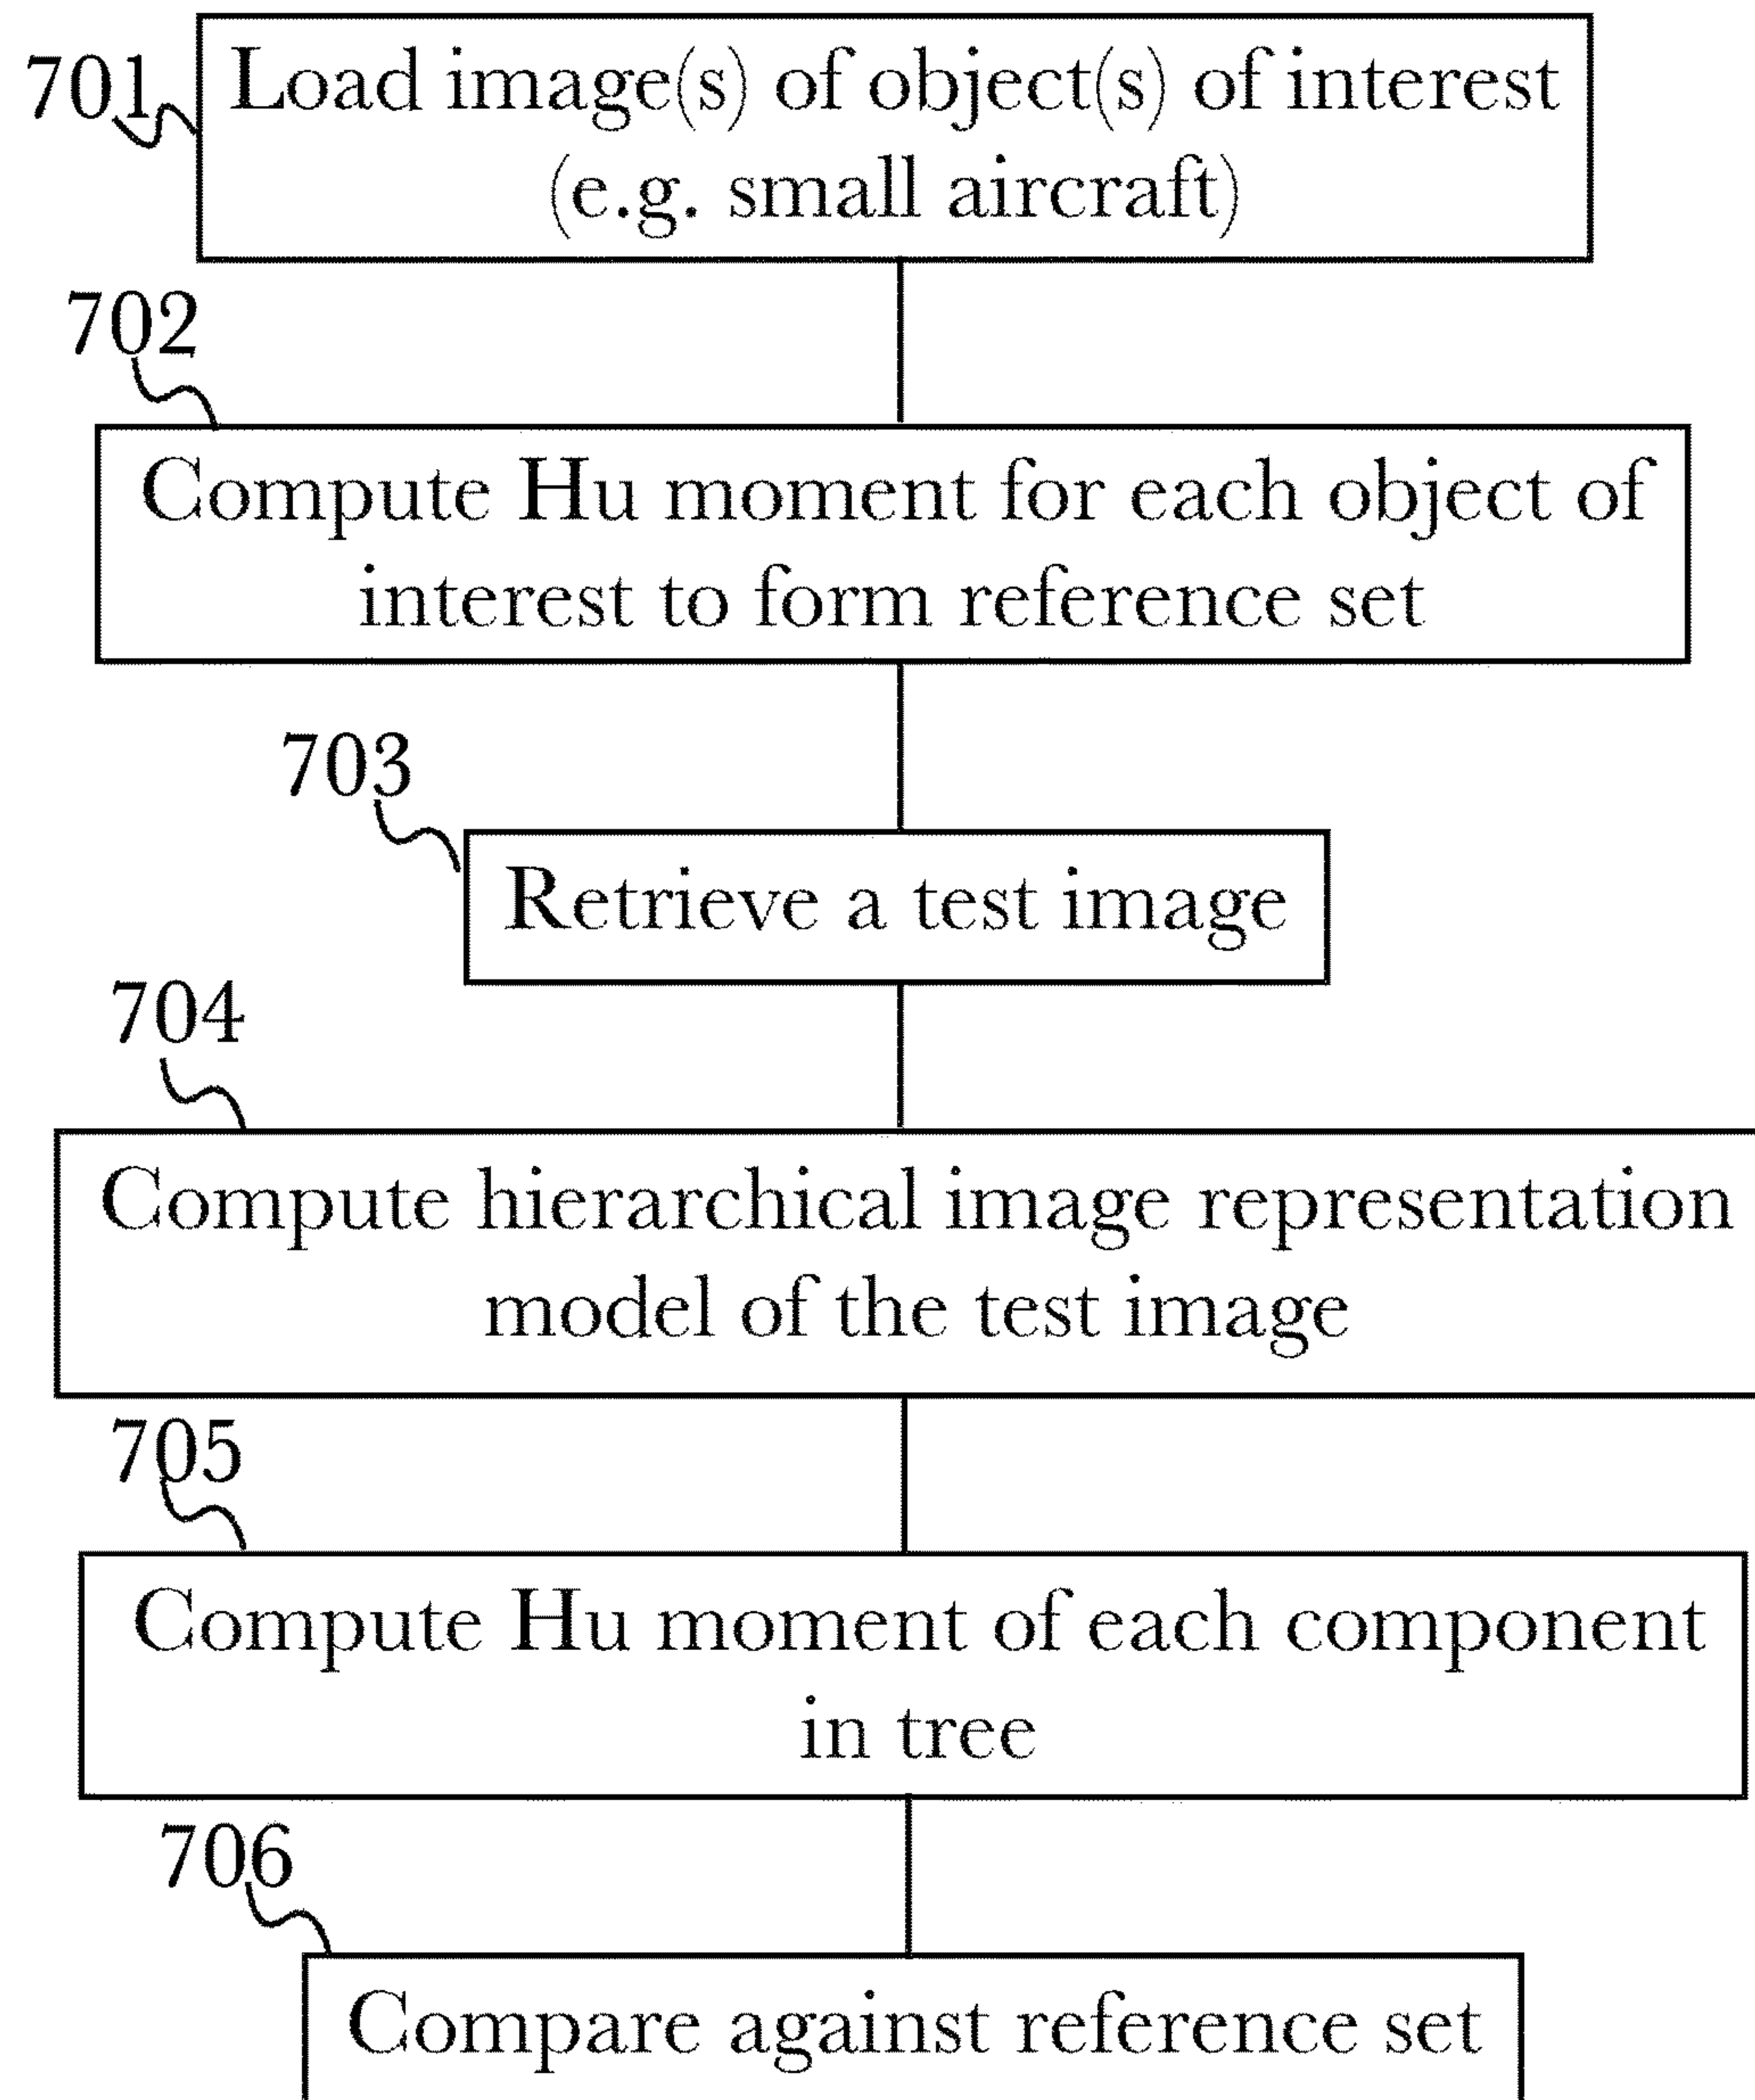 701
Load image(s) of object(s) of interest
(e.g. small aircraft)
702
Compute Hu moment for each object of
interest to form reference set
703
Retrieve a test image
704
Compute hierarchical image representation
model of the test image
705
Compute Hu moment of each component
in tree
706
Compare against reference set